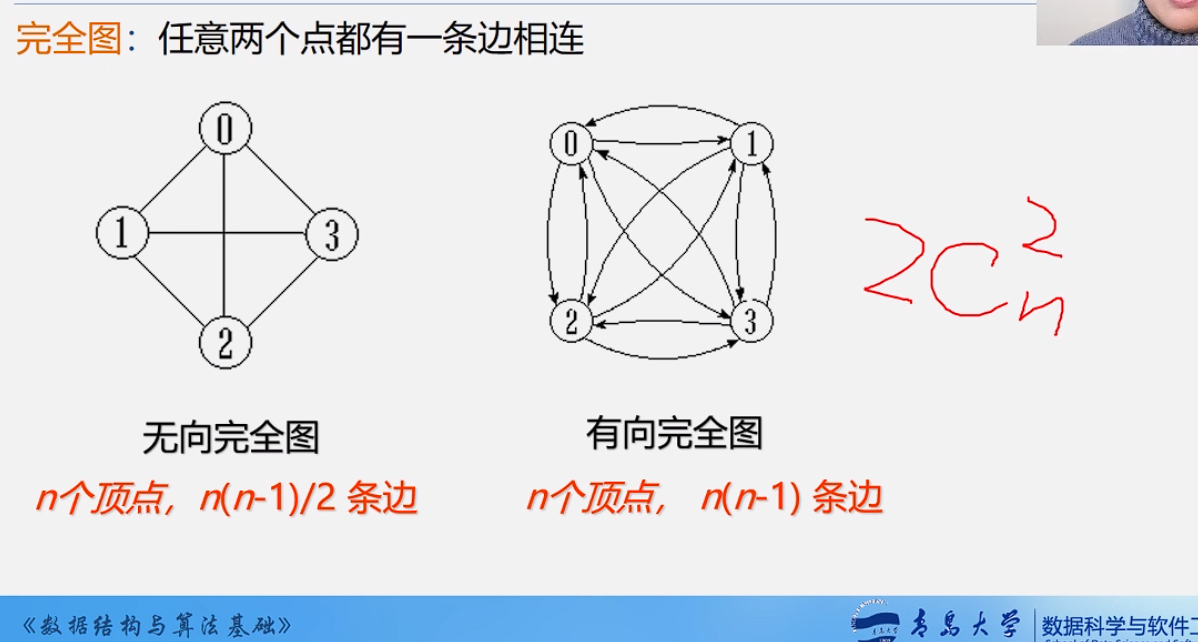 完全图：任意两个点都有一条边相连
0
1
3
2
0
1
2
3
2C n 2
无向完全图
有向完全图
n个顶点，n(n-1)/2 条边
n个顶点， n(n-1) 条边
《数据结构与算法基础》
青岛大学
数据科学与软件